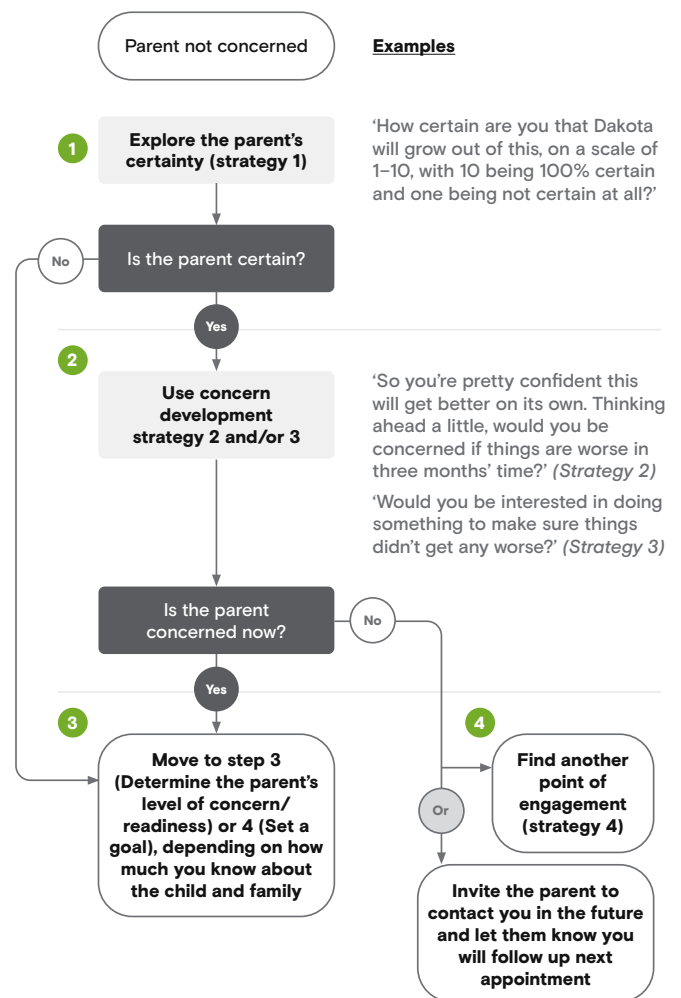 Parent not concerned
Examples
1
Explore the parent’s
certainty (strategy 1)
‘How certain are you that Dakota
will grow out of this, on a scale of
1–10, with 10 being 100% certain
and one being not certain at all?’
No
Is the parent certain?
Yes
2
Use concern
development
strategy 2 and/or 3
‘So you’re pretty confident this
will get better on its own. Thinking
ahead a little, would you be
concerned if things are worse in
three months’ time?’ (Strategy 2)
‘Would you be interested in doing
something to make sure things
didn’t get any worse?’ (Strategy 3)
Is the parent
concerned now?
No
Yes
3
Move to step 3
(Determine the parent’s
level of concern/
readiness) or 4 (Set a
goal), depending on how
much you know about
the child and family
4
Find another
point of
engagement
(strategy 4)
Or
Invite the parent to
contact you in the future
and let them know you
will follow up next
appointment